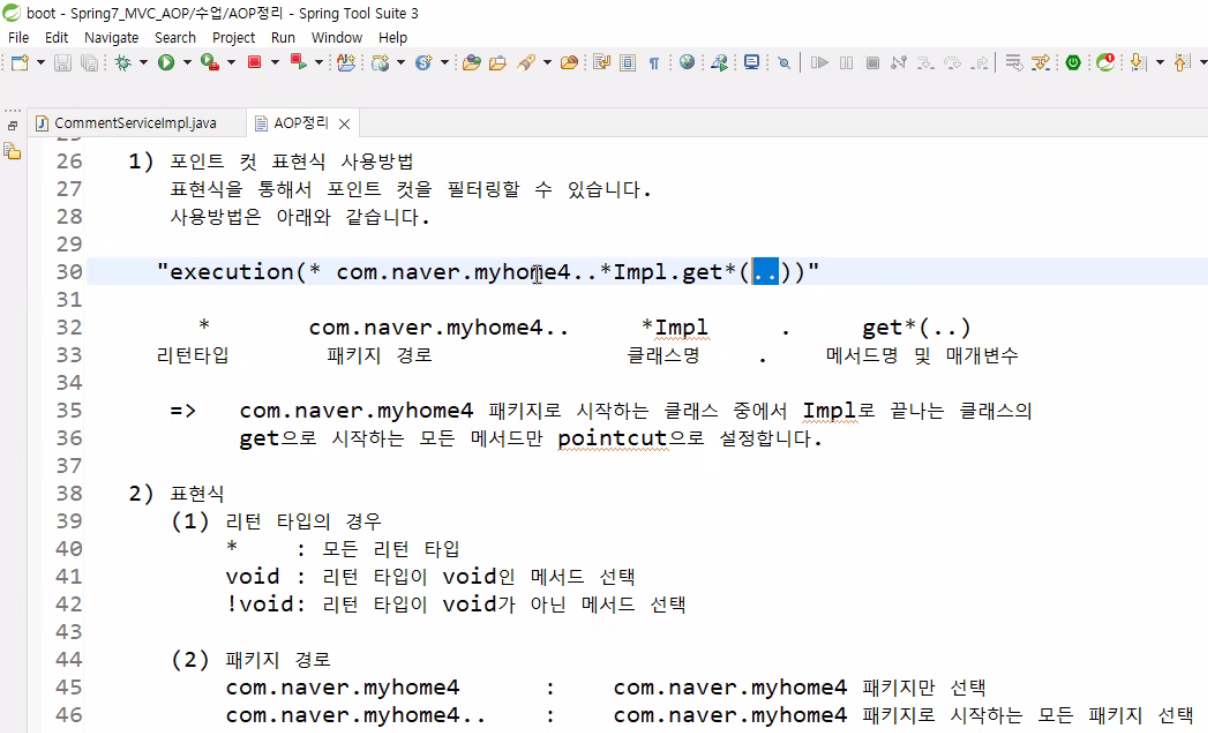 boot - Spring7_MVC_AOP/수업/AOP정리 - Spring Tool Suite 3
File Edit Navigate Search Project Run Window Help
CommentServiceImpl.java AOP정리
26 1) 포인트 컷 표현식 사용방법
27 표현식을 통해서 포인트 컷을 필터링할 수 있습니다.
28 사용방법은 아래와 같습니다.
29
30 "execution(* com.naver.myhome4..*Impl.get*(..))"
31
32 * com.naver.myhome4.. *Impl . get*(..)
33 리턴타입 패키지 경로 클래스명 . 메서드명 및 매개변수
34
35 => com.naver.myhome4 패키지로 시작하는 클래스 중에서 Impl로 끝나는 클래스의
36 get으로 시작하는 모든 메서드만 pointcut으로 설정합니다.
37
38 2) 표현식
39 (1) 리턴 타입의 경우
40 * : 모든 리턴 타입
41 void : 리턴 타입이 void인 메서드 선택
42 !void: 리턴 타입이 void가 아닌 메서드 선택
43
44 (2) 패키지 경로
45 com.naver.myhome4 : com.naver.myhome4 패키지만 선택
46 com.naver.myhome4.. : com.naver.myhome4 패키지로 시작하는 모든 패키지 선택